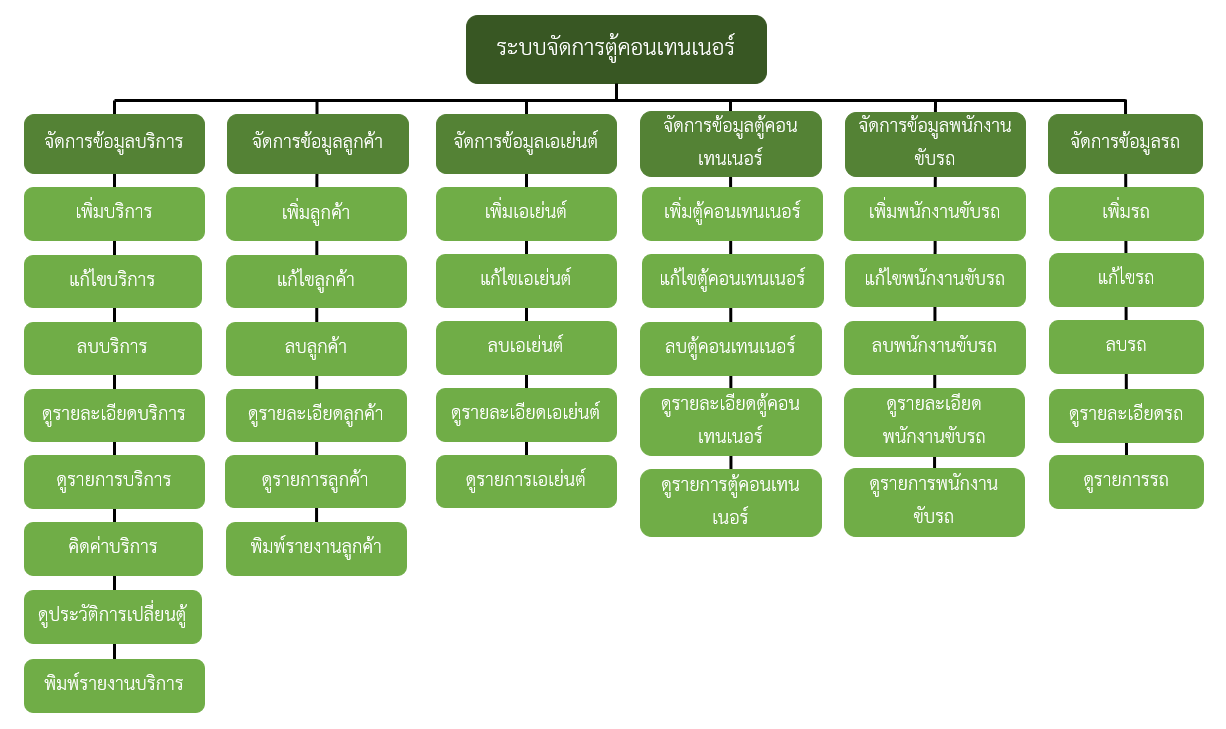 ระบบจัดการตู้คอนเทนเนอร์
จัดการข้อมูลบริการ
เพิ่มบริการ
แก้ไขบริการ
ลบบริการ
ดูรายละเอียดบริการ
ดูรายการบริการ
คิดค่าบริการ
ดูประวัติการเปลี่ยนตู้
พิมพ์รายงานบริการ
จัดการข้อมูลลูกค้า
เพิ่มลูกค้า
แก้ไขลูกค้า
ลบลูกค้า
ดูรายละเอียดลูกค้า
ดูรายการลูกค้า
พิมพ์รายงานลูกค้า
จัดการข้อมูลเอเย่นต์
เพิ่มเอเย่นต์
แก้ไขเอเย่นต์
ลบเอเย่นต์
ดูรายละเอียดเอเย่นต์
ดูรายการเอเย่นต์
จัดการข้อมูลตู้คอน
เทนเนอร์
เพิ่มตู้คอนเทนเนอร์
แก้ไขตู้คอนเทนเนอร์
ลบตู้คอนเทนเนอร์
ดูรายละเอียดตู้คอน
เทนเนอร์
ดูรายการตู้คอนเทน
เนอร์
จัดการข้อมูลพนักงาน
ขับรถ
เพิ่มพนักงานขับรถ
แก้ไขพนักงานขับรถ
ลบพนักงานขับรถ
ดูรายละเอียด
พนักงานขับรถ
ดูรายการพนักงาน
ขับรถ
จัดการข้อมูลรถ
เพิ่มรถ
แก้ไขรถ
ลบรถ
ดูรายละเอียดรถ
ดูรายการรถ